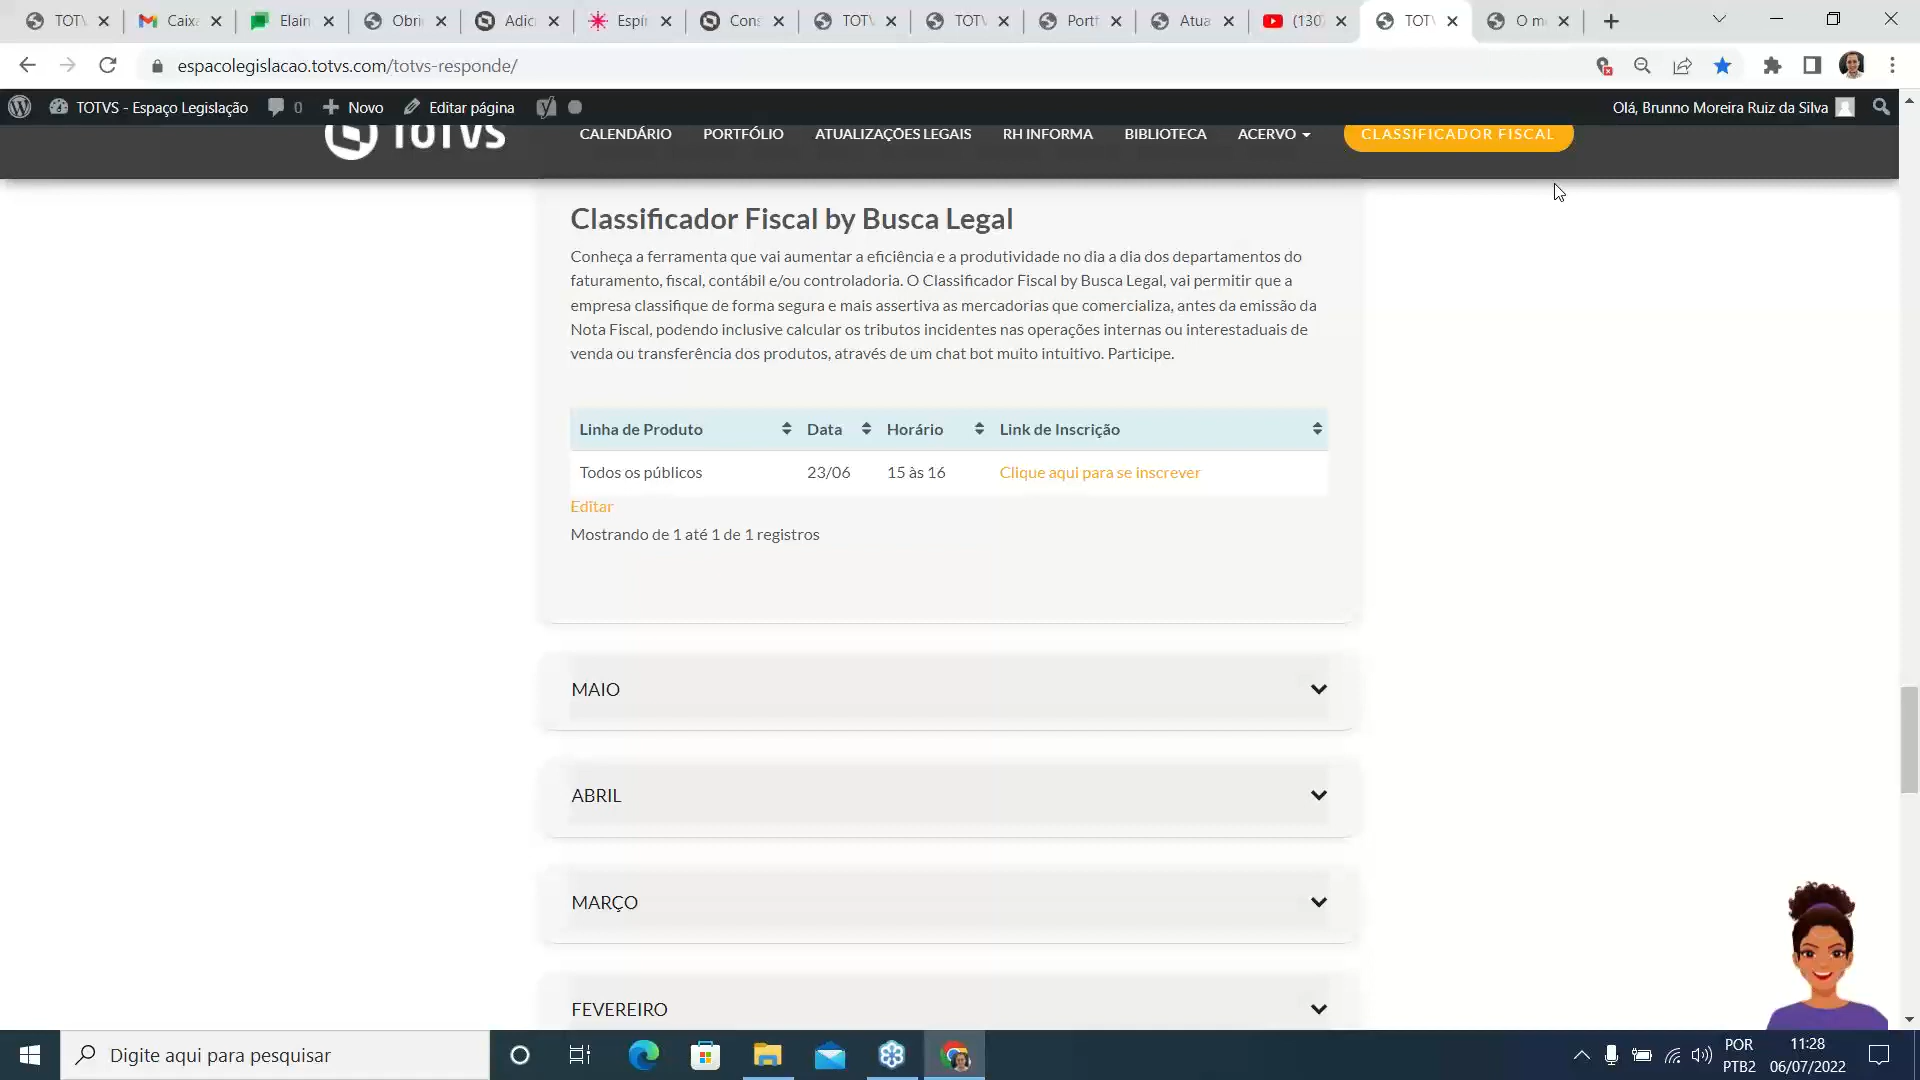 TOTV
Caixa
Elain
Obri
Adic
Espír
Cons
TOTV
TOTV
Portf
Atua
(130)
TOTV
O me
espacolegislacao.totvs.com/totvs-responde/
TOTVS - Espaço Legislação 0 Novo Editar página
Olá, Brunno Moreira Ruiz da Silva
TOTVS CALENDÁRIO PORTFÓLIO ATUALIZAÇÕES LEGAIS RH INFORMA BIBLIOTECA ACERVO CLASSIFICADOR FISCAL
Classificador Fiscal by Busca Legal
Conheça a ferramenta que vai aumentar a eficiência e a produtividade no dia a dia dos departamentos do
faturamento, fiscal, contábil e/ou controladoria. O Classificador Fiscal by Busca Legal, vai permitir que a
empresa classifique de forma segura e mais assertiva as mercadorias que comercializa, antes da emissão da
Nota Fiscal, podendo inclusive calcular os tributos incidentes nas operações internas ou interestaduais de
venda ou transferência dos produtos, através de um chat bot muito intuitivo. Participe.
Linha de Produto Data Horário Link de Inscrição
Todos os públicos 23/06 15 às 16 Clique aqui para se inscrever
Editar
Mostrando de 1 até 1 de 1 registros
MAIO
ABRIL
MARÇO
FEVEREIRO
Digite aqui para pesquisar
POR
PTB2
11:28
06/07/2022